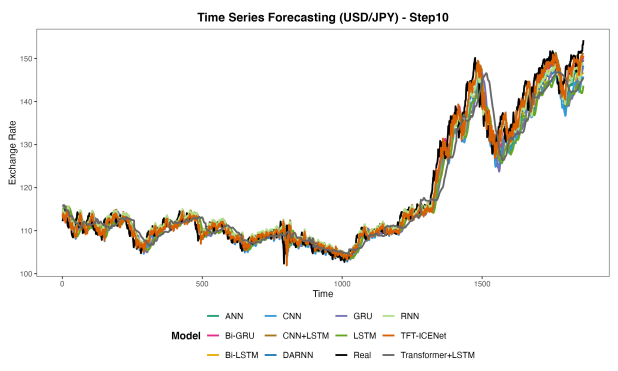 Time Series Forecasting (USD/JPY) - Step10
Exchange Rate
150
140
130
120
110
100
0 500 1000 1500
Time
Model
ANN CNN GRU RNN
Bi-GRU CNN+LSTM LSTM TFT-ICENet
Bi-LSTM DARNN Real Transformer+LSTM